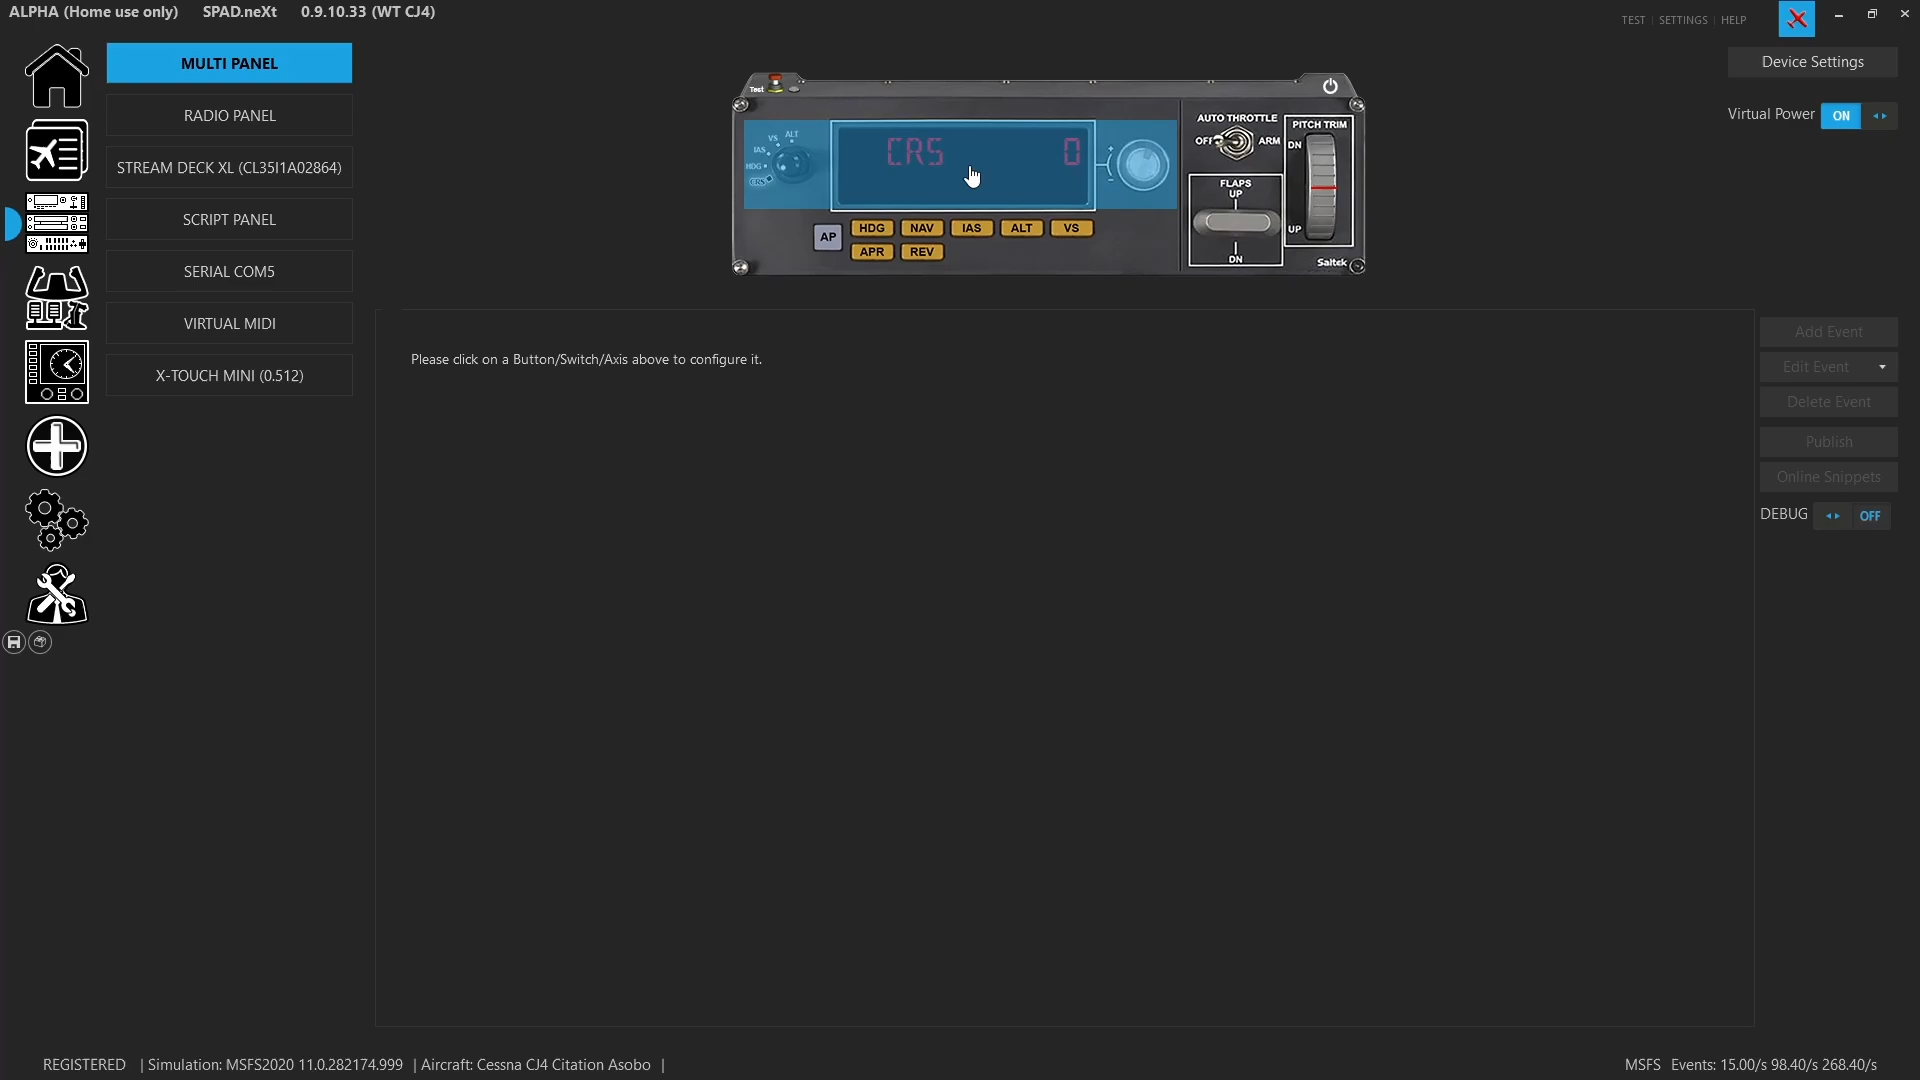 ALPHA (Home use only) SPAD.neXt 0.9.10.33 (WT CJ4)
TEST | SETTINGS | HELP
MULTI PANEL
RADIO PANEL
STREAM DECK XL (CL35I1A02864)
SCRIPT PANEL
SERIAL COM5
VIRTUAL MIDI
X-TOUCH MINI (0.512)
Test
ALT
VS
IAS
HDG
CRS
CRS 0
+
-
AUTO THROTTLE
OFF ARM
PITCH TRIM
DN
UP
FLAPS
UP
DN
Saitek
AP
HDG NAV IAS ALT VS
APR REV
Device Settings
Virtual Power ON
Please click on a Button/Switch/Axis above to configure it.
Add Event
Edit Event
Delete Event
Publish
Online Snippets
DEBUG OFF
REGISTERED | Simulation: MSFS2020 11.0.282174.999 | Aircraft: Cessna CJ4 Citation Asobo |
MSFS Events: 15.00/s 98.40/s 268.40/s